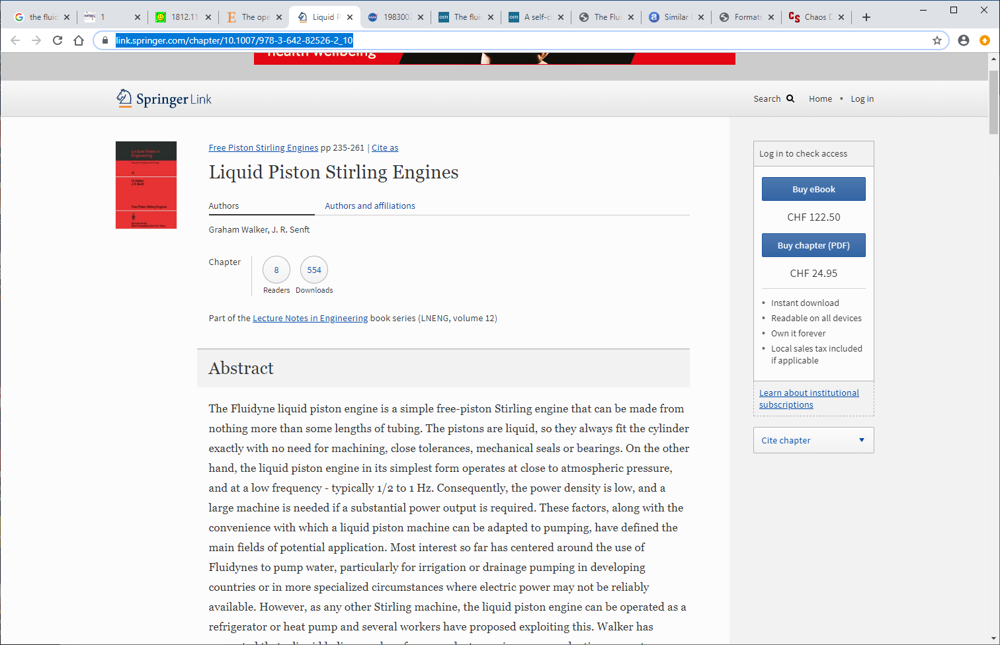 the fluid
1
1812.11
The ope
Liquid P
198300
The fluid
A self-c
The Flui
Similar
Formats
Chaos D
link.springer.com/chapter/10.1007/978-3-642-82526-2_10
health wellbeing
Springer Link
Search
Home • Log in
Lecture Notes in
Engineering
Free Piston Stirling Engines
Free Piston Stirling Engines pp 235-261 | Cite as
Liquid Piston Stirling Engines
Authors
Authors and affiliations
Graham Walker, J. R. Senft
Chapter
8
554
Readers
Downloads
Part of the Lecture Notes in Engineering book series (LNENG, volume 12)
Abstract
The Fluidyne liquid piston engine is a simple free-piston Stirling engine that can be made from
nothing more than some lengths of tubing. The pistons are liquid, so they always fit the cylinder
exactly with no need for machining, close tolerances, mechanical seals or bearings. On the other
hand, the liquid piston engine in its simplest form operates at close to atmospheric pressure,
and at a low frequency - typically 1/2 to 1 Hz. Consequently, the power density is low, and a
large machine is needed if a substantial power output is required. These factors, along with the
convenience with which a liquid piston machine can be adapted to pumping, have defined the
main fields of potential application. Most interest so far has centered around the use of
Fluidynes to pump water, particularly for irrigation or drainage pumping in developing
countries or in more specialized circumstances where electric power may not be reliably
available. However, as any other Stirling machine, the liquid piston engine can be operated as a
refrigerator or heat pump and several workers have proposed exploiting this. Walker has
Log in to check access
Buy eBook
CHF 122.50
Buy chapter (PDF)
CHF 24.95
• Instant download
• Readable on all devices
• Own it forever
• Local sales tax included
if applicable
Learn about institutional
subscriptions
Cite chapter